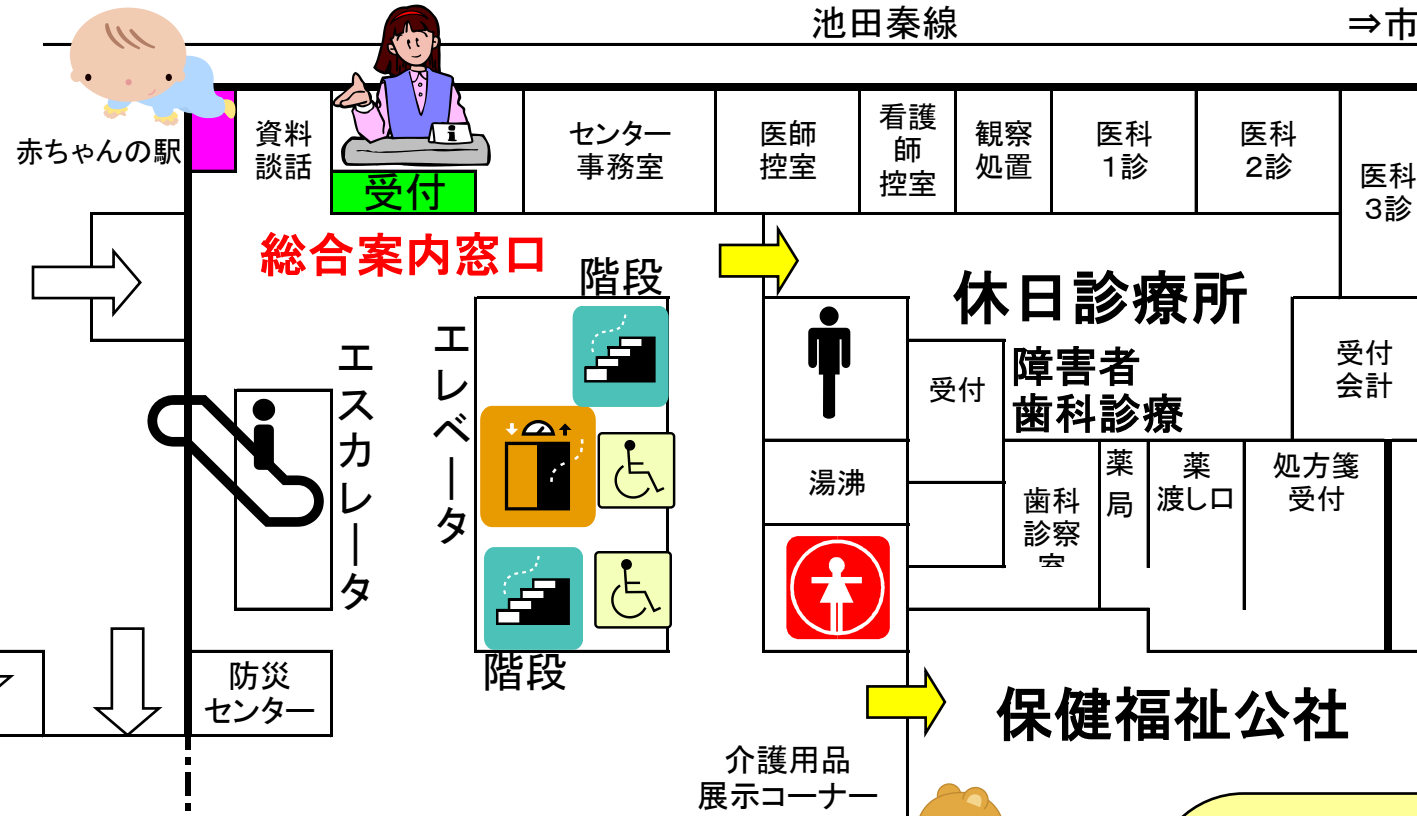 池田秦線
⇒市
赤ちゃんの駅
資料
談話
受付
センター
事務室
医師
控室
看護
師
控室
観察
処置
医科
1診
医科
2診
医科
3診
総合案内窓口
階段
エレベータ
エスカレータ
休日診療所
障害者
歯科診療
受付
受付
会計
湯沸
歯科
診察
室
薬
局
薬
渡し口
処方箋
受付
階段
防災
センター
保健福祉公社
介護用品
展示コーナー